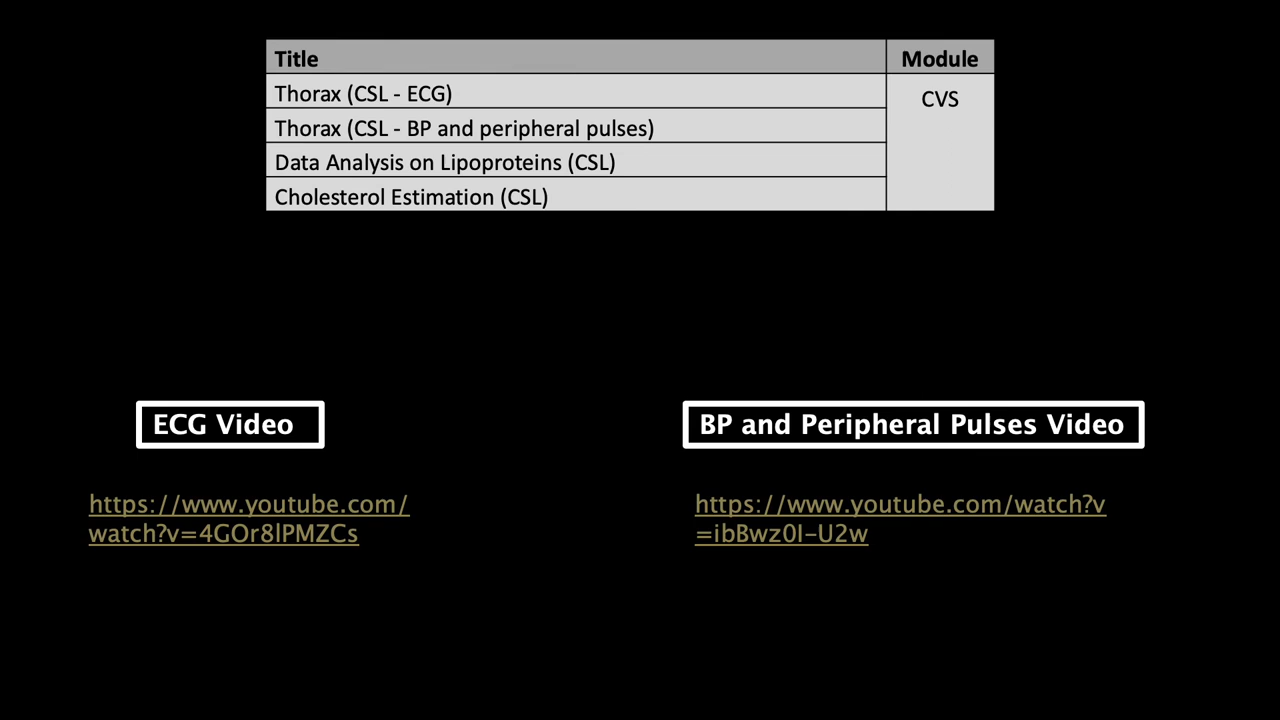 Title Module
Thorax (CSL - ECG) CVS
Thorax (CSL - BP and peripheral pulses)
Data Analysis on Lipoproteins (CSL)
Cholesterol Estimation (CSL)
ECG Video
BP and Peripheral Pulses Video
https://www.youtube.com/
watch?v=4GOr8lPMZCs
https://www.youtube.com/watch?v
=ibBwz0I-U2w